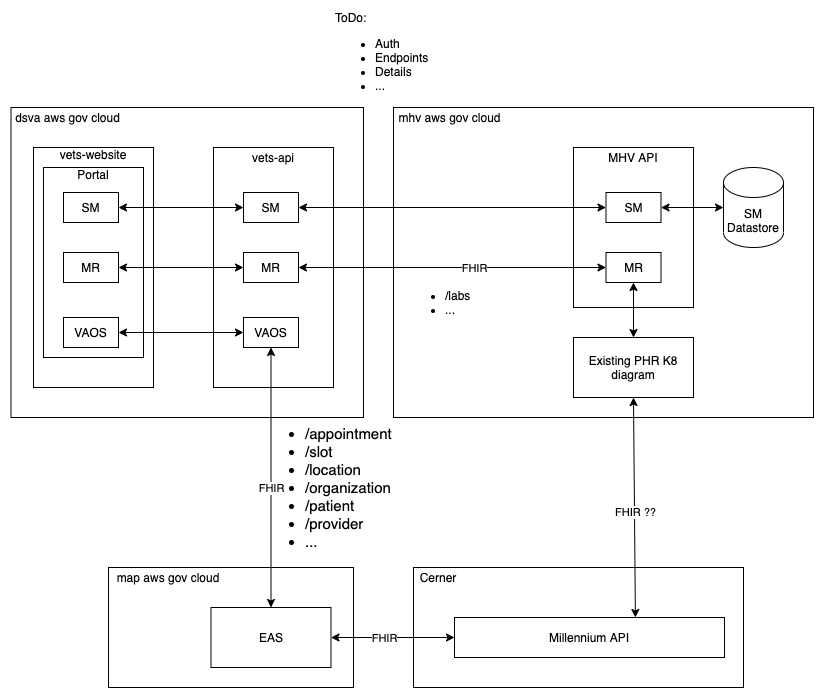 ToDo:
Auth
Endpoints
Details
...
dsva aws gov cloud
vets-website
Portal
SM
MR
VAOS
vets-api
SM
MR
VAOS
mhv aws gov cloud
MHV API
SM
MR
SM
Datastore
FHIR
/labs
...
Existing PHR K8
diagram
FHIR
/appointment
/slot
/location
/organization
/patient
/provider
...
FHIR ??
map aws gov cloud
EAS
FHIR
Cerner
Millennium API